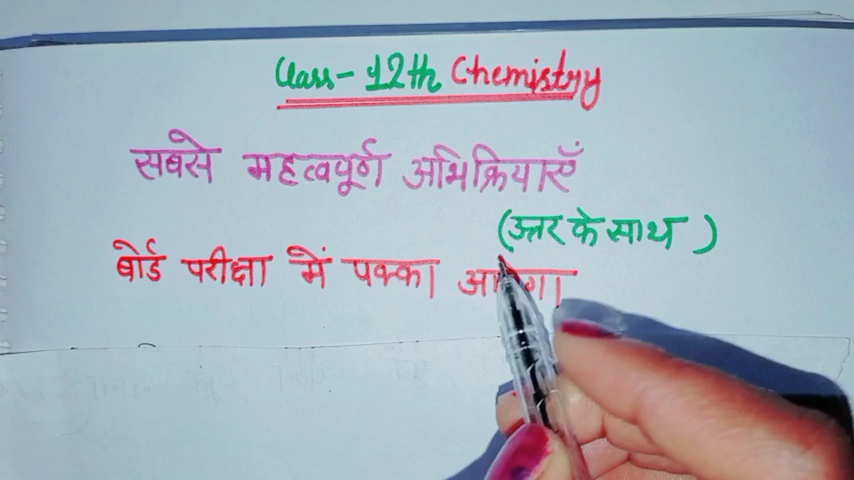 Class - 12th Chemistry
सबसे महत्वपूर्ण अभिक्रियाएँ
(उत्तर के साथ)
बोर्ड परीक्षा में पक्का